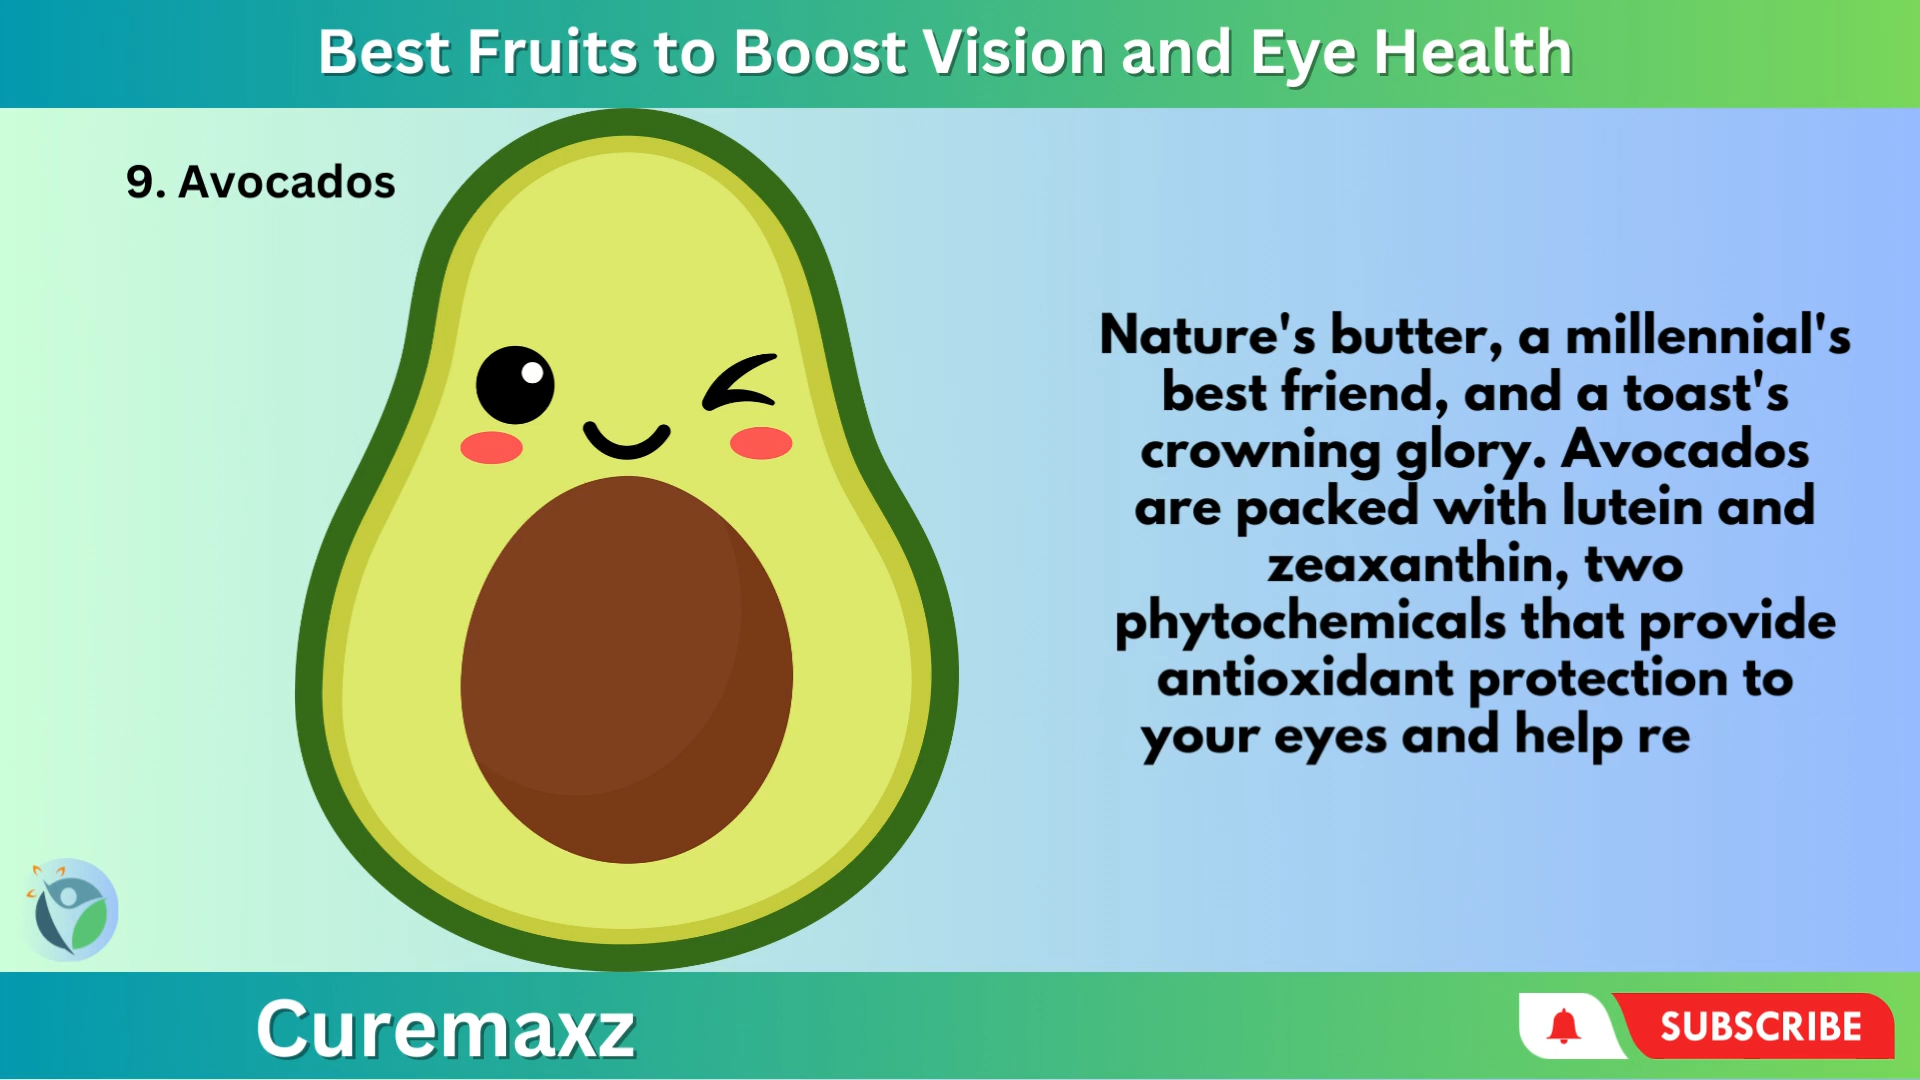 Best Fruits to Boost Vision and Eye Health
9. Avocados
Nature's butter, a millennial's
best friend, and a toast's
crowning glory. Avocados
are packed with lutein and
zeaxanthin, two
phytochemicals that provide
antioxidant protection to
your eyes and help re
Curemaxz
SUBSCRIBE